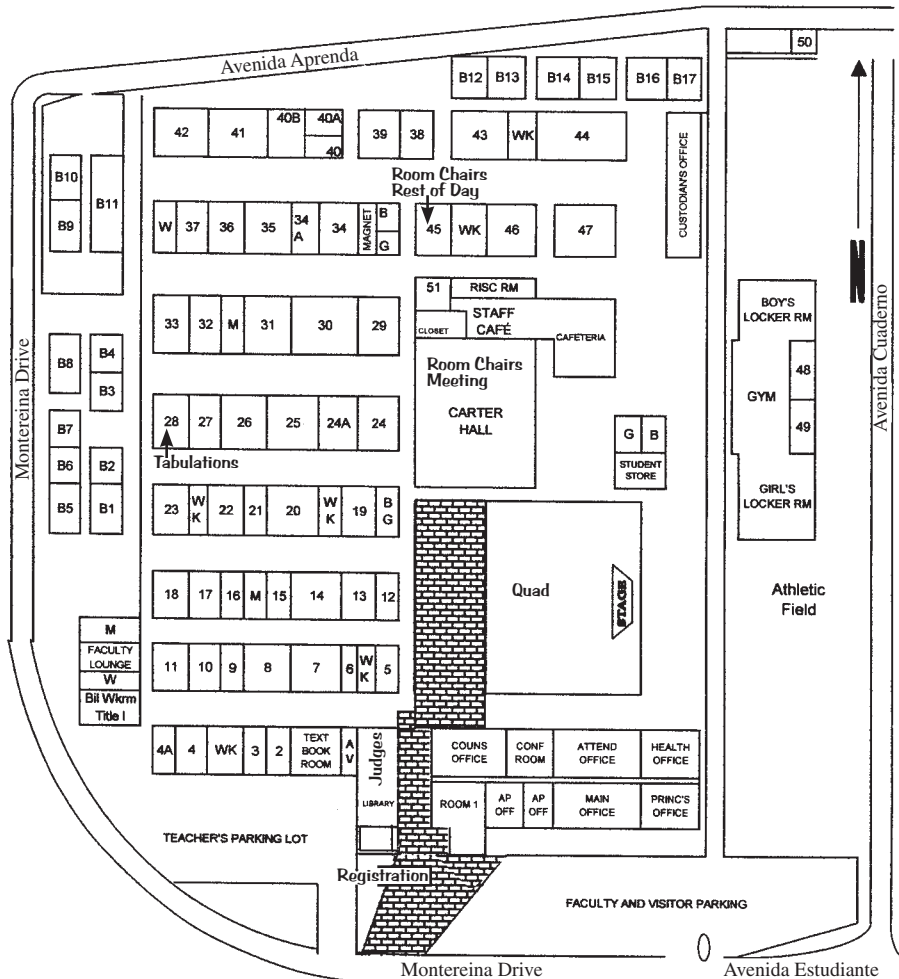 Avenida Aprenda
50
B12 B13 B14 B15 B16 B17
42 41 40B 40A 40 39 38 43 WK 44
CUSTODIAN'S OFFICE
B10 B11 B9
Room Chairs
Rest of Day
W 37 36 35 34 A 34 MAGNET B G 45 WK 46 47
N
51 RISC RM
STAFF
CAFÉ
CLOSET
CAFETERIA
33 32 M 31 30 29
BOY'S
LOCKER RM
GYM
48
49
GIRL'S
LOCKER RM
Montereina Drive
Avenida Cuaderno
B8 B4
B3
B7
B6 B2
B5 B1
Room Chairs
Meeting
CARTER
HALL
28 27 26 25 24A 24
Tabulations
G B
STUDENT
STORE
23 WK 22 21 20 WK 19 B G
Quad
STAGE
Athletic
Field
18 17 16 M 15 14 13 12
M
FACULTY
LOUNGE
W
Bil Wkrm
Title I
11 10 9 8 7 6 WK 5
4A 4 WK 3 2 TEXT
BOOK
ROOM
AV
Judges
LIBRARY
COUNS
OFFICE
CONF
ROOM
ATTEND
OFFICE
HEALTH
OFFICE
ROOM 1
AP
OFF
AP
OFF
MAIN
OFFICE
PRINC'S
OFFICE
TEACHER'S PARKING LOT
Registration
FACULTY AND VISITOR PARKING
Montereina Drive
Avenida Estudiante